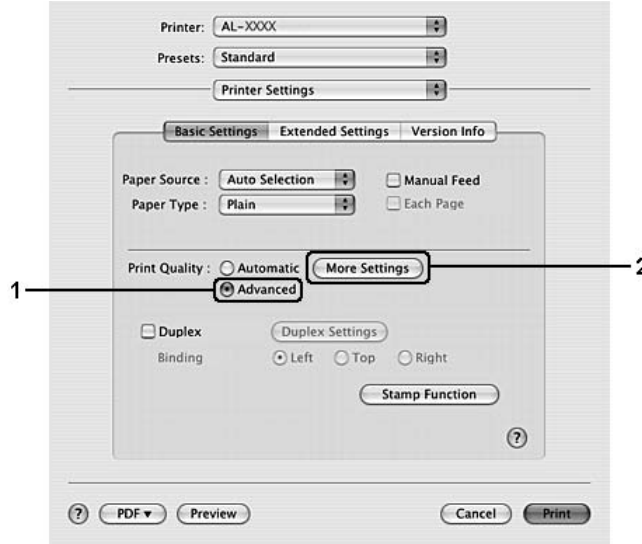 Printer: AL-XXXX
Presets: Standard
Printer Settings
Basic Settings Extended Settings Version Info
Paper Source : Auto Selection Manual Feed
Paper Type : Plain Each Page
Print Quality : Automatic More Settings 2
1 Advanced
Duplex Duplex Settings
Binding Left Top Right
Stamp Function
?
? PDF ▼ Preview Cancel Print